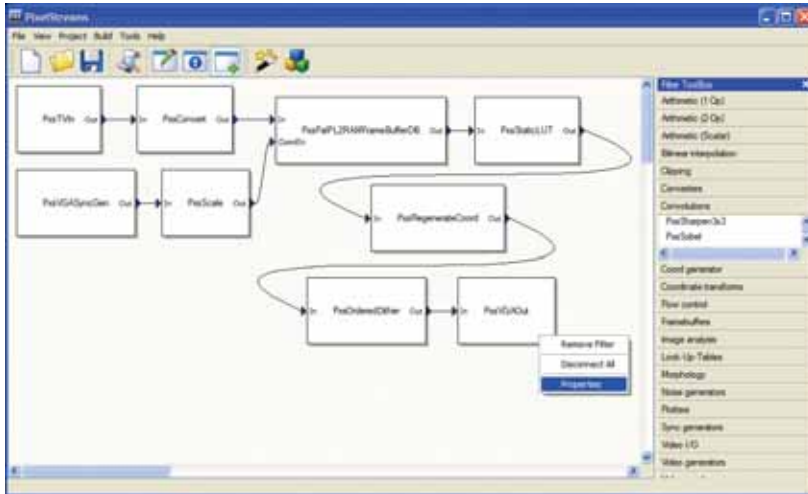 PixelStreams
File View Project Build Tools Help
PxsTVIn Out
In PxsConvert Out
In PxsPalPL2RAMFrameBufferDB Out
CoordIn
In PxsStaticLUT Out
PxsVGASyncGen Out
In PxsScale Out
In PxsRegenerateCoord Out
In PxsOrderedDither Out
In PxsVGAOut
Remove Filter
Disconnect All
Properties
Filter ToolBox
Arithmetic (1 Op)
Arithmetic (2 Op)
Arithmetic (Scalar)
Bilinear interpolation
Clipping
Converters
Convolutions
PxsSharpen3x3
PxsSobel
Coord generator
Coordinate transforms
Flow control
Framebuffers
Image analysis
Look-Up-Tables
Morphology
Noise generators
Plotters
Sync generators
Video I/O
Video generators